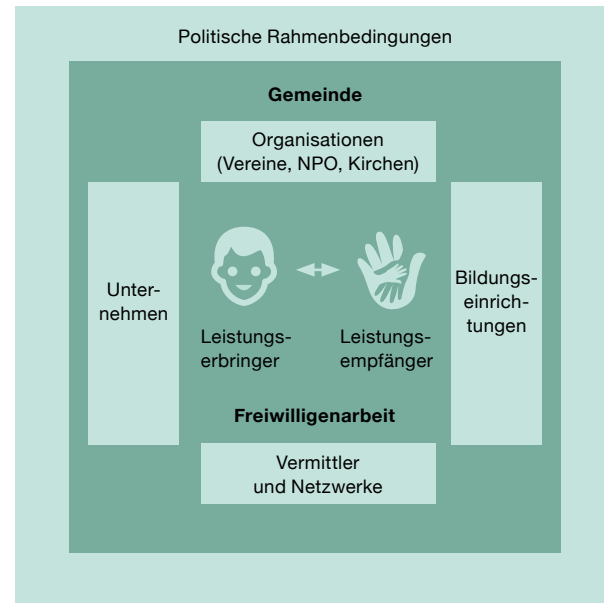 Politische Rahmenbedingungen
Gemeinde
Organisationen
(Vereine, NPO, Kirchen)
Unter-
nehmen
Leistungs-
erbringer
Leistungs-
empfänger
Bildungs-
einrich-
tungen
Freiwilligenarbeit
Vermittler
und Netzwerke